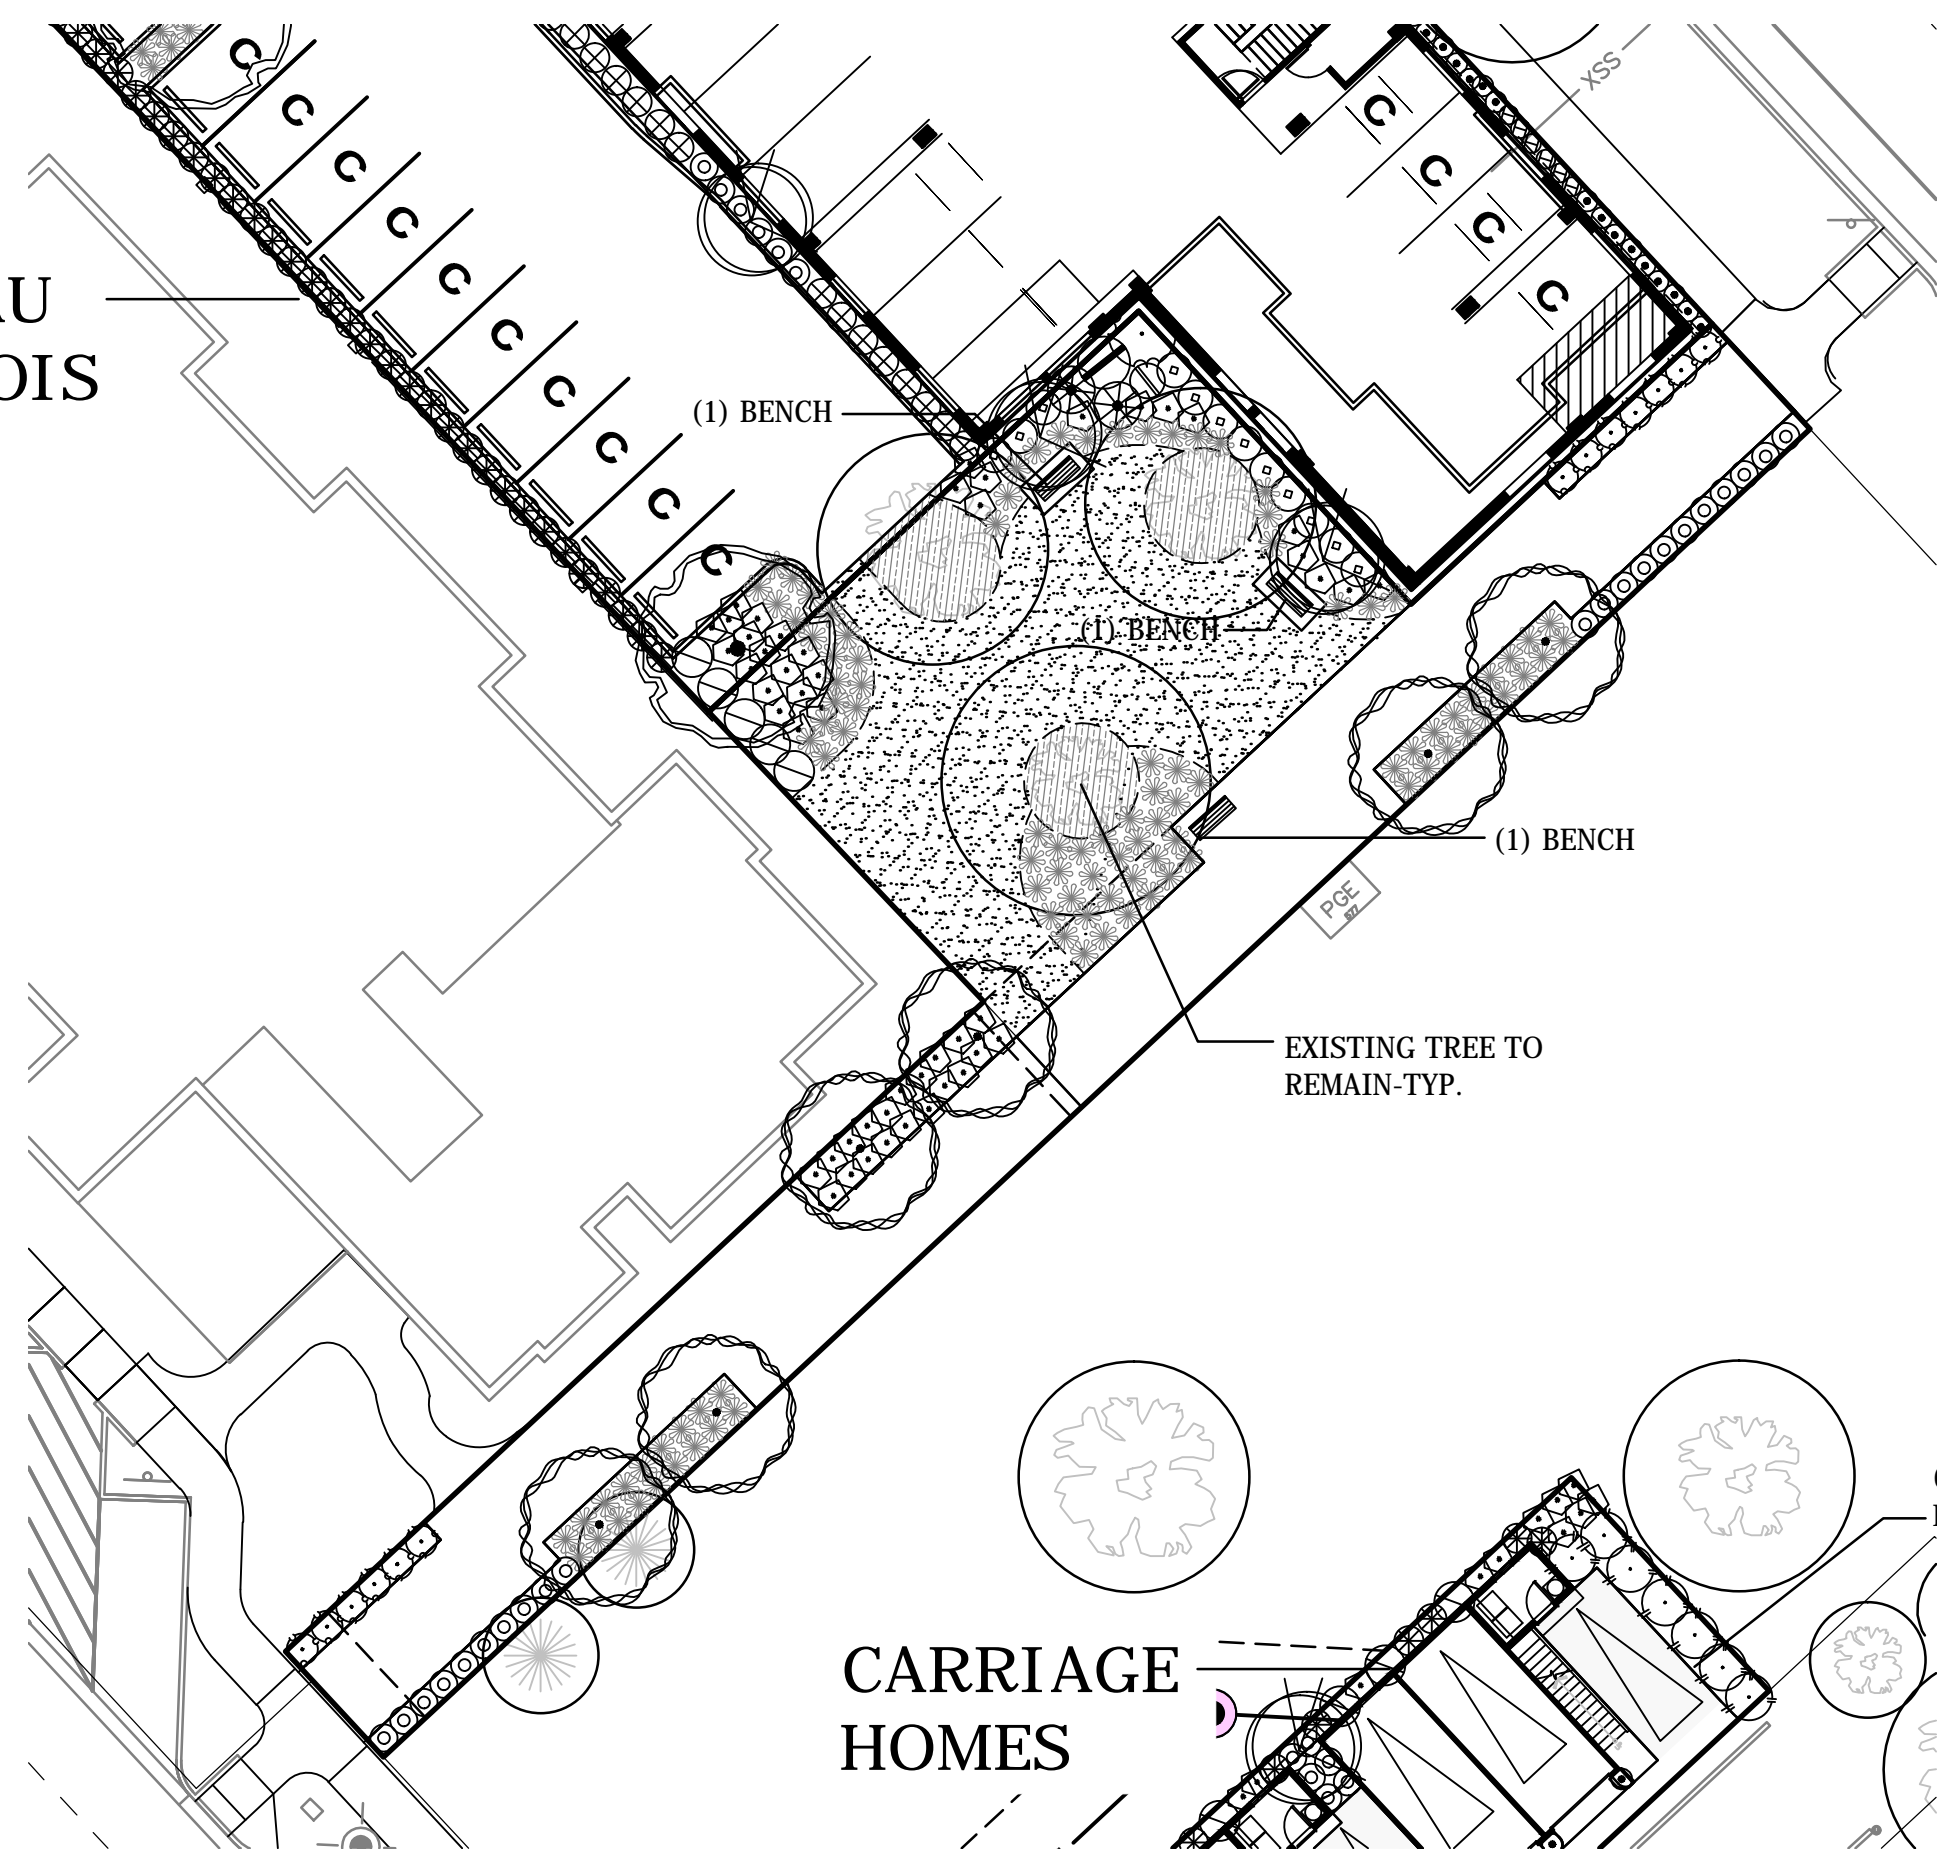 C
C
C
C
C
C
C
C
C
C
C
C
C
C
XSS
AU
OIS
(1) BENCH
(1) BENCH
(1) BENCH
PGE
EXISTING TREE TO
REMAIN-TYP.
CARRIAGE
HOMES